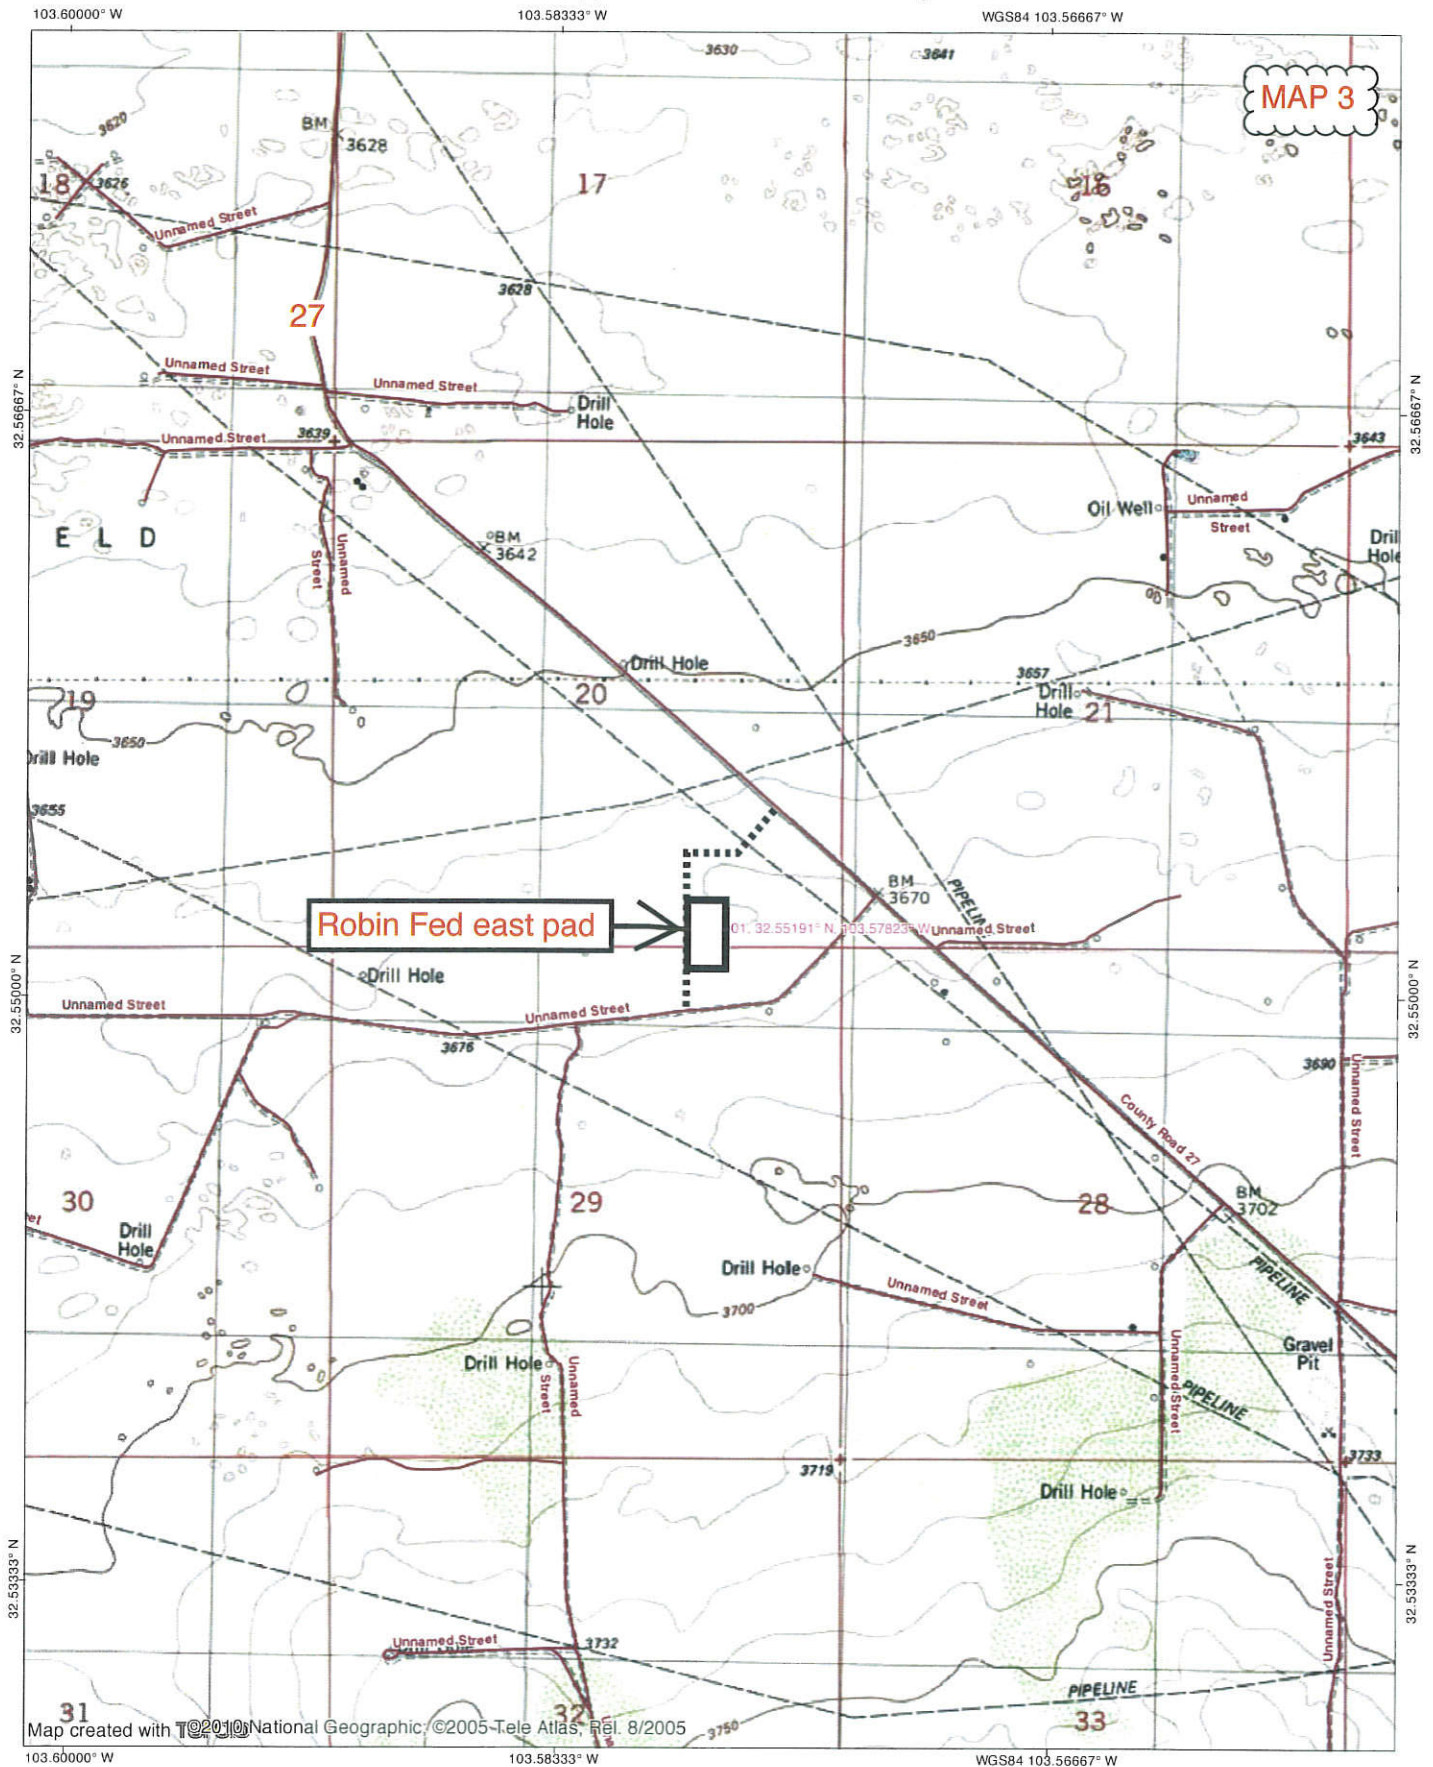 103.60000° W
103.58333° W
WGS84 103.56667° W
3630
3641
MAP 3
3620
BM
3628
18
3626
17
16
Unnamed Street
3628
27
32.56667° N
32.56667° N
Unnamed Street
Unnamed Street
Drill
Hole
Unnamed Street
3639
3643
Oil Well
Unnamed
Street
E L D
BM
3642
Drill
Hole
Unnamed
Street
3650
Drill Hole
3657
19
20
Drill
Hole
21
3650
Drill Hole
3655
BM
3670
PIPELINE
Robin Fed east pad
01, 32.55191° N, 103.57823° W
Unnamed Street
Drill Hole
32.55000° N
32.55000° N
Unnamed Street
Unnamed Street
3676
3690
Unnamed Street
County Road 27
30
29
28
BM
3702
Drill
Hole
Drill Hole
PIPELINE
Unnamed Street
3700
Gravel
Pit
Drill Hole
Unnamed
Street
Unnamed Street
PIPELINE
3719
3733
Drill Hole
32.53333° N
32.53333° N
Unnamed Street
Unnamed Street
3732
PIPELINE
31
32
33
3750
Map created with TOPO!® ©2010 National Geographic; ©2005 Tele Atlas, Rel. 8/2005
103.60000° W
103.58333° W
WGS84 103.56667° W